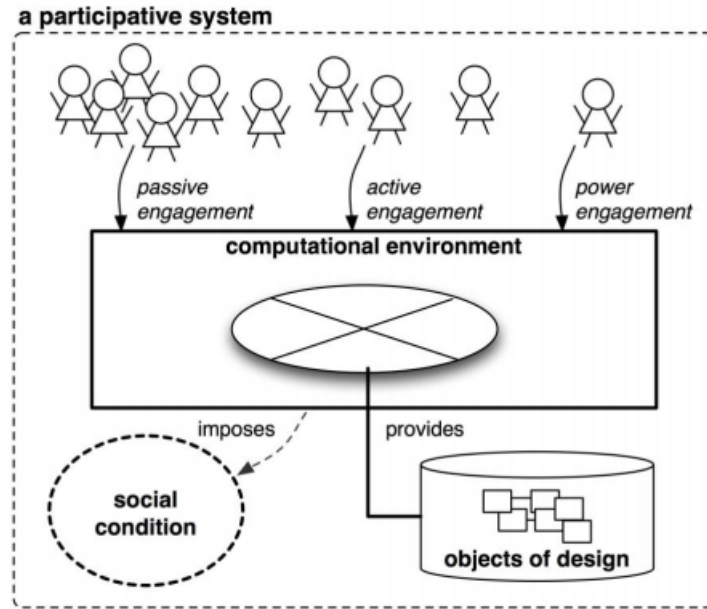 a participative system
passive
engagement
active
engagement
power
engagement
computational environment
imposes
provides
social
condition
objects of design